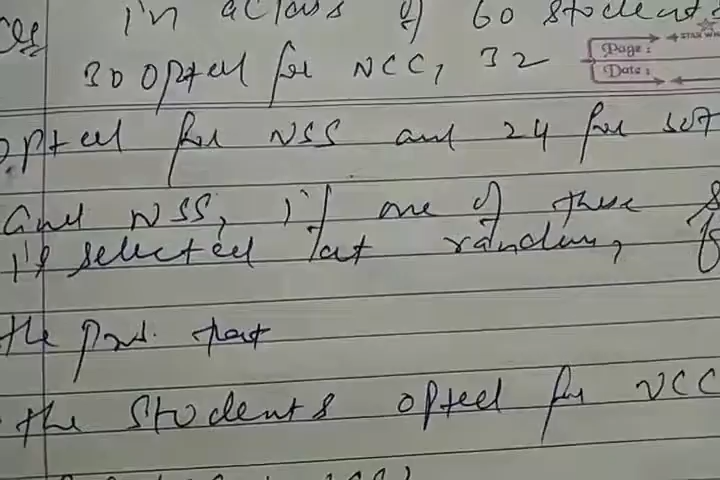 in a class of 60 students
30 opted for NCC, 32
Page :
Date :
opted for NSS and 24 for
and NSS, if one of these
is selected at random,
the prob. that
the students opted for NCC